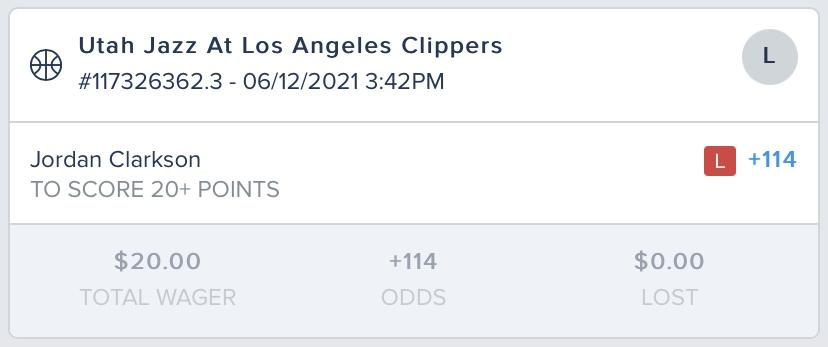 Utah Jazz At Los Angeles Clippers
L
#117326362.3 - 06/12/2021 3:42PM
Jordan Clarkson
L +114
TO SCORE 20+ POINTS
$20.00 +114 $0.00
TOTAL WAGER ODDS LOST